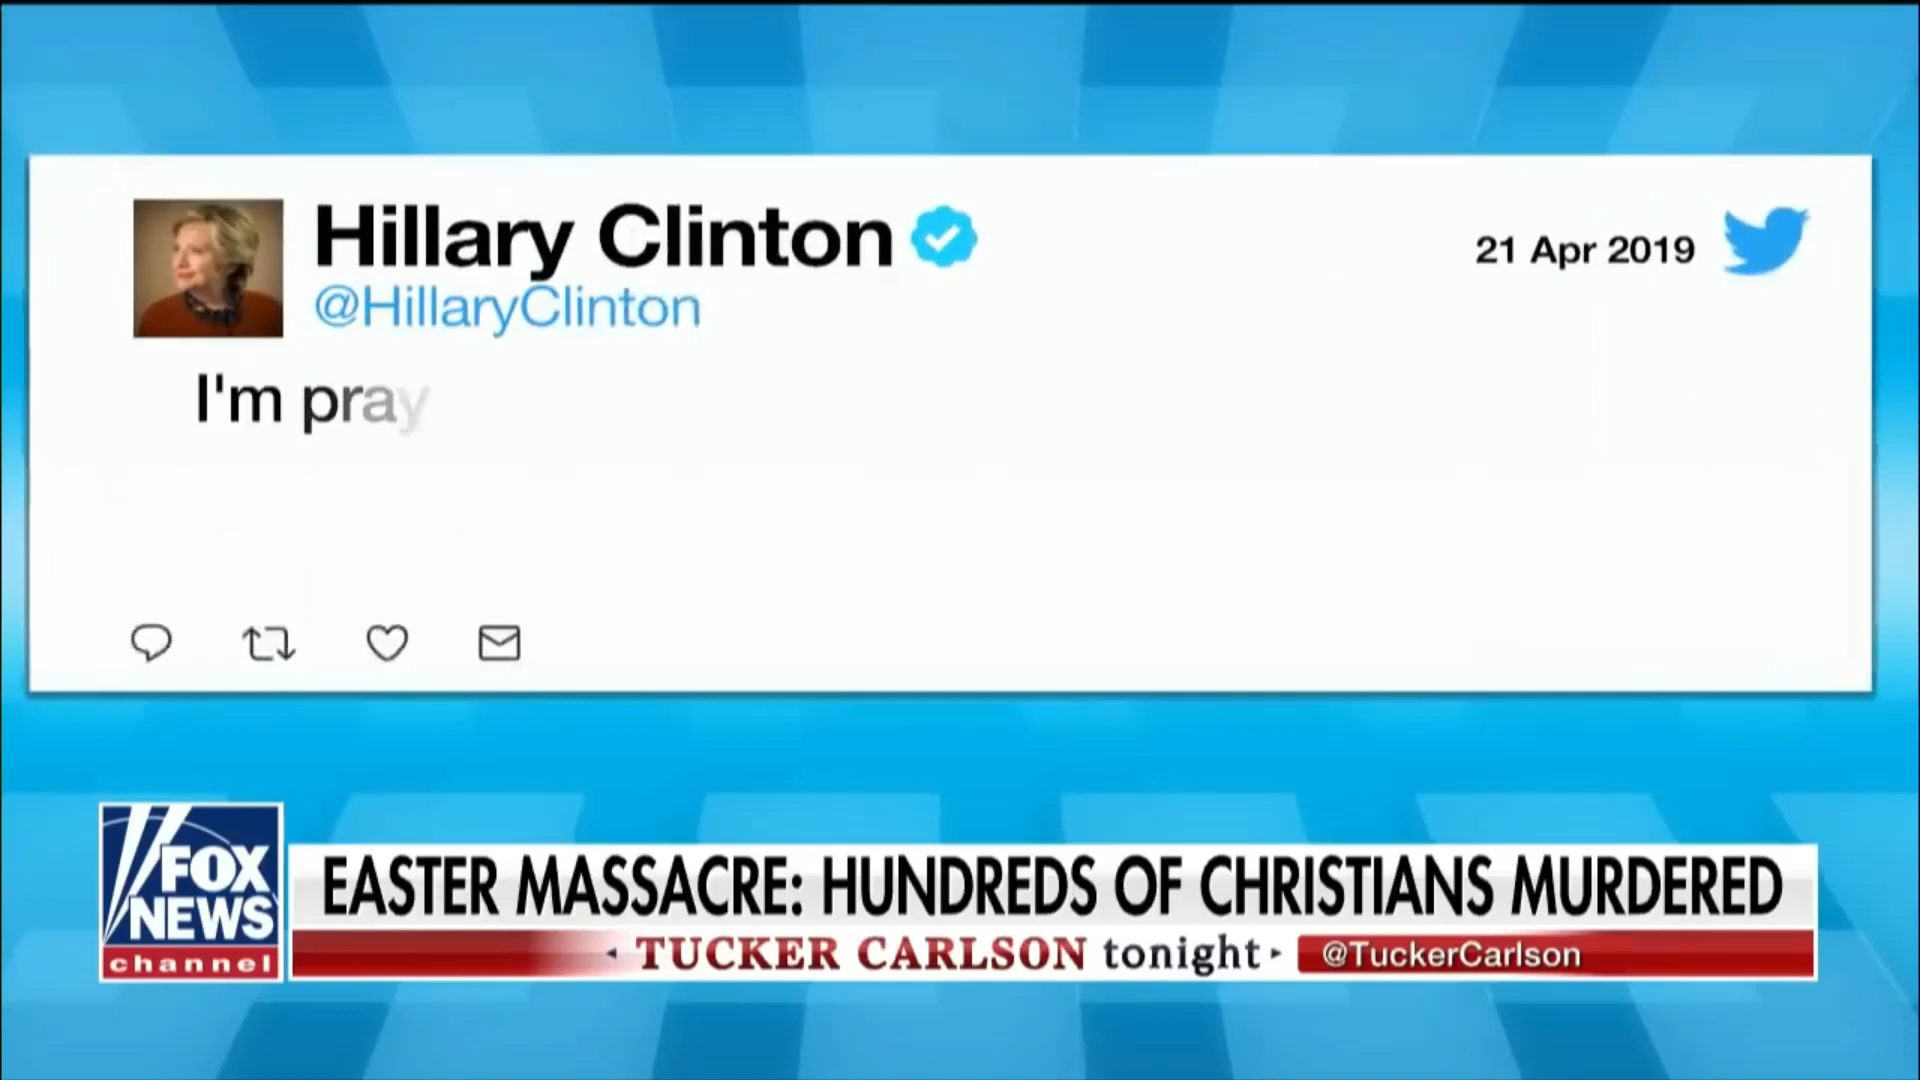 Hillary Clinton
@HillaryClinton
21 Apr 2019
I'm pray
FOX
NEWS
channel
EASTER MASSACRE: HUNDREDS OF CHRISTIANS MURDERED
TUCKER CARLSON tonight
@TuckerCarlson